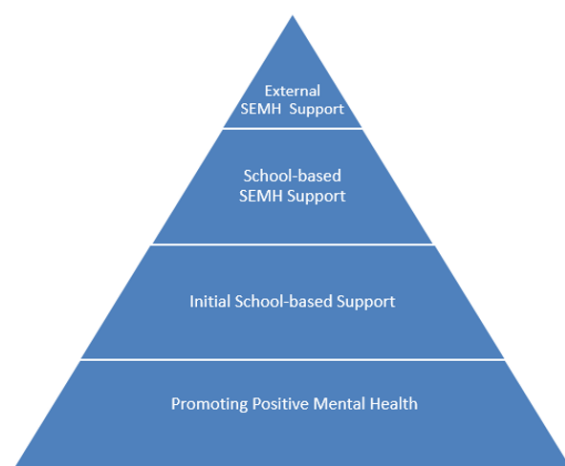 External
SEMH Support
School-based
SEMH Support
Initial School-based Support
Promoting Positive Mental Health